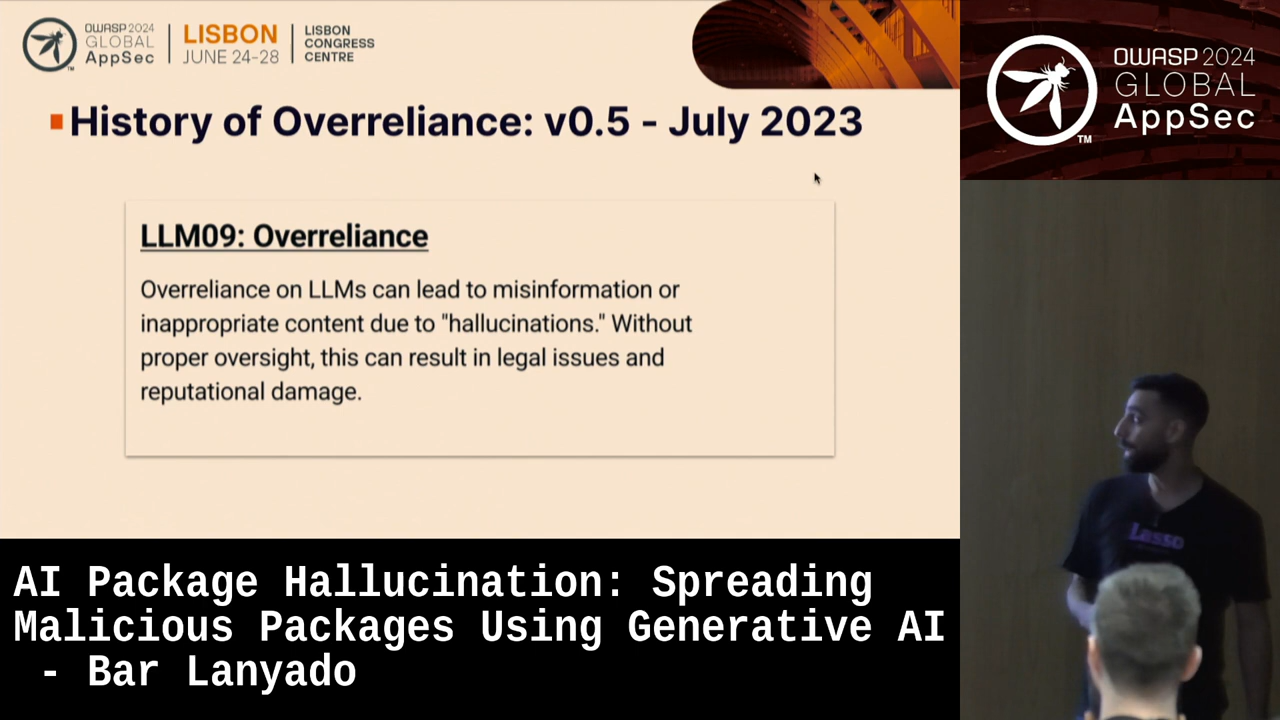 OWASP 2024
GLOBAL
AppSec
LISBON
JUNE 24-28
LISBON
CONGRESS
CENTRE
TM
History of Overreliance: v0.5 - July 2023
LLM09: Overreliance
Overreliance on LLMs can lead to misinformation or
inappropriate content due to "hallucinations." Without
proper oversight, this can result in legal issues and
reputational damage.
OWASP 2024
GLOBAL
AppSec
TM
Lasso
AI Package Hallucination: Spreading
Malicious Packages Using Generative AI
- Bar Lanyado